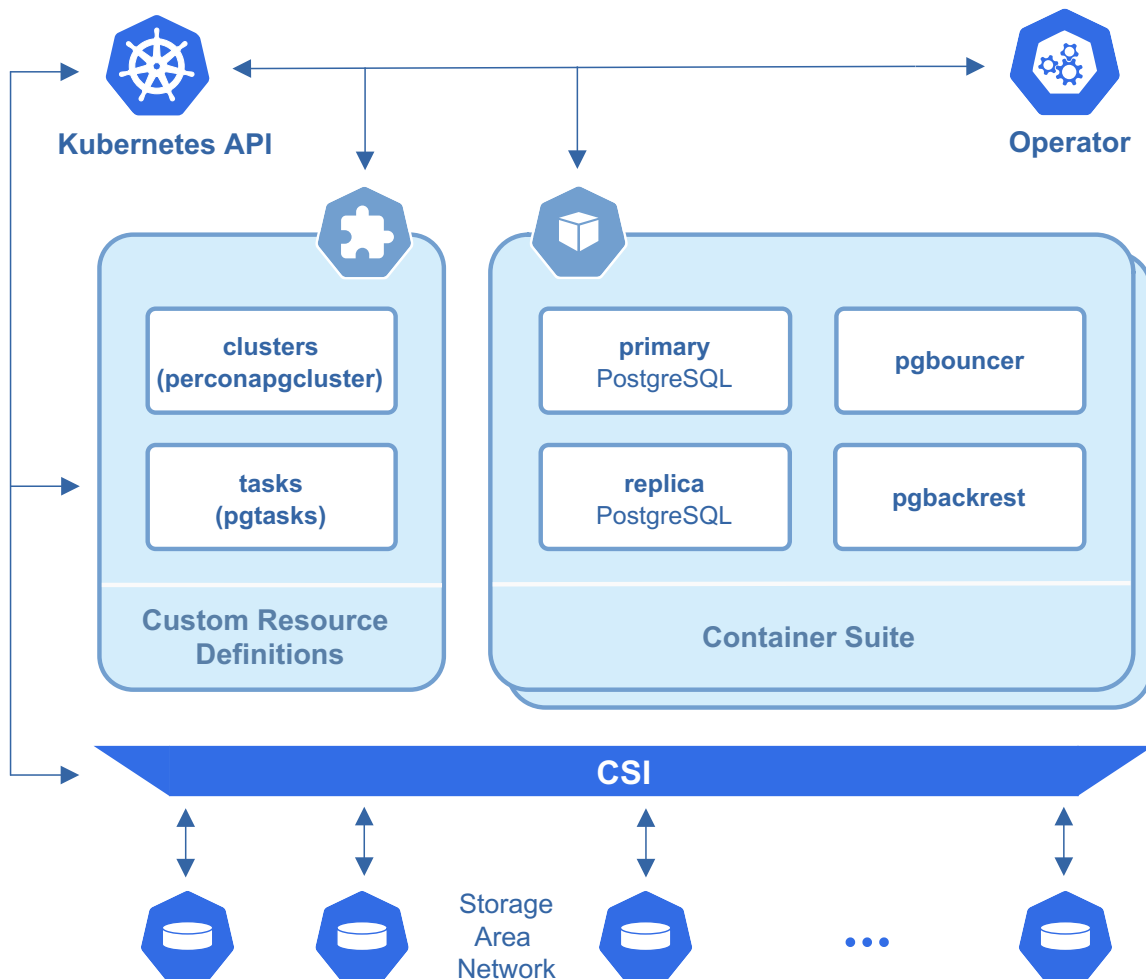 Kubernetes API
Operator
clusters
(perconapgcluster)
tasks
(pgtasks)
Custom Resource
Definitions
primary
PostgreSQL
pgbouncer
replica
PostgreSQL
pgbackrest
Container Suite
CSI
Storage
Area
Network
...